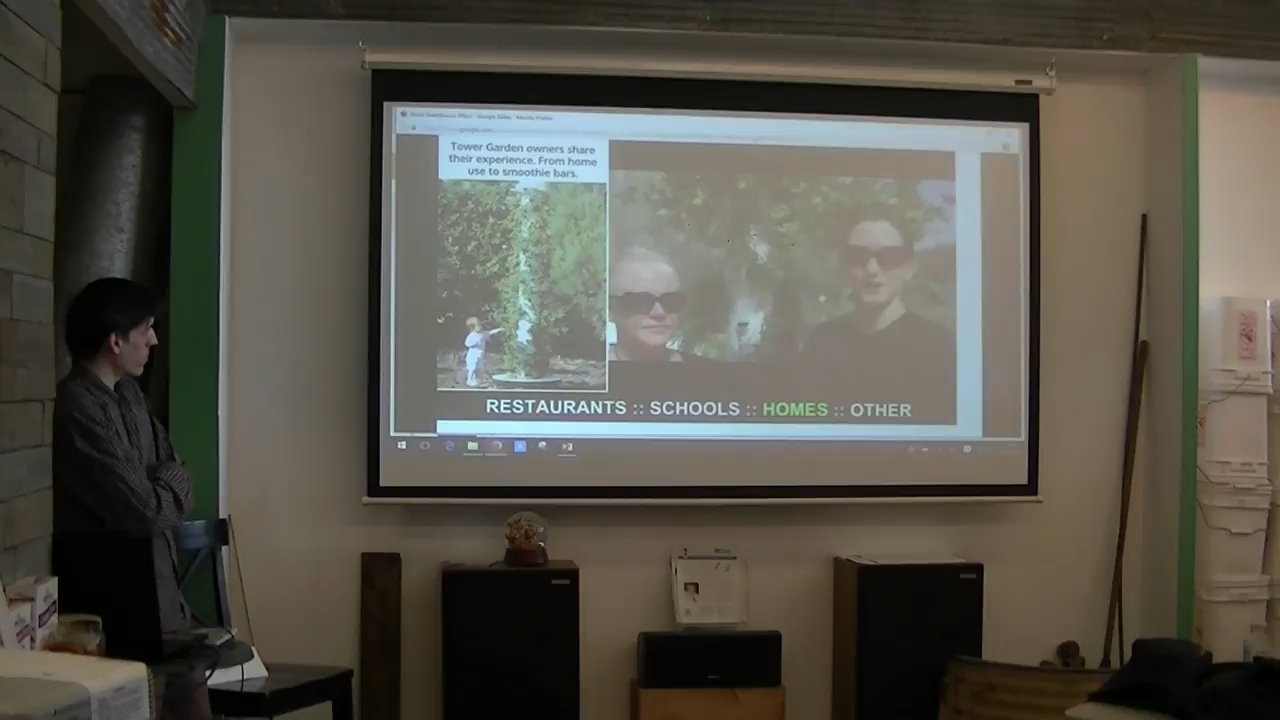 Tower Garden owners share
their experience. From home
use to smoothie bars.
RESTAURANTS :: SCHOOLS :: HOMES :: OTHER